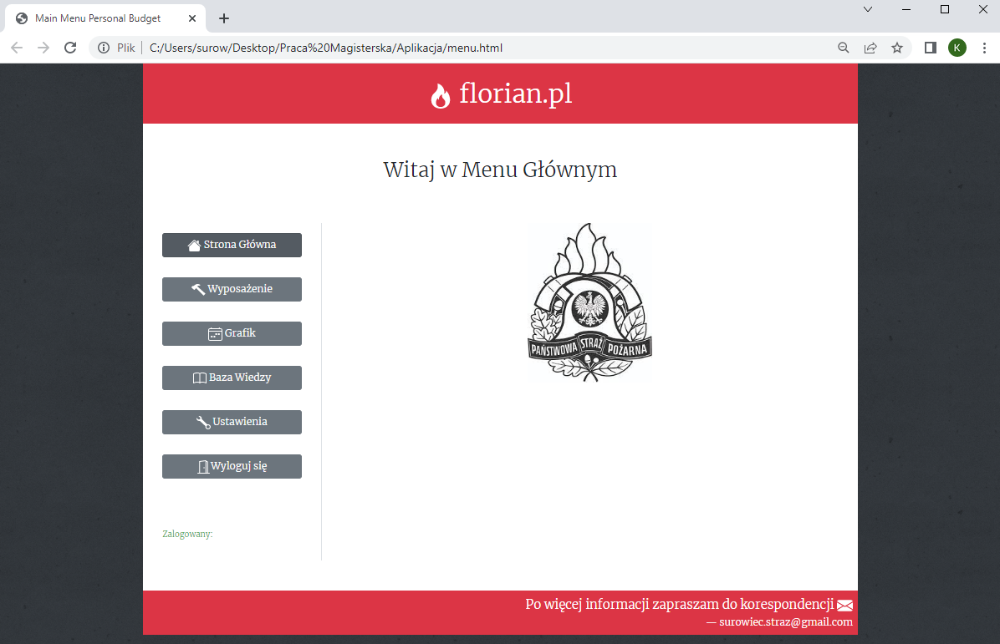 Main Menu Personal Budget
Plik
C:/Users/surow/Desktop/Praca%20Magisterska/Aplikacja/menu.html
K
florian.pl
Witaj w Menu Głównym
Strona Główna
Wyposażenie
Grafik
Baza Wiedzy
Ustawienia
Wyloguj się
Zalogowany:
PAŃSTWOWA STRAŻ POŻARNA
Po więcej informacji zapraszam do korespondencji
— surowiec.straz@gmail.com